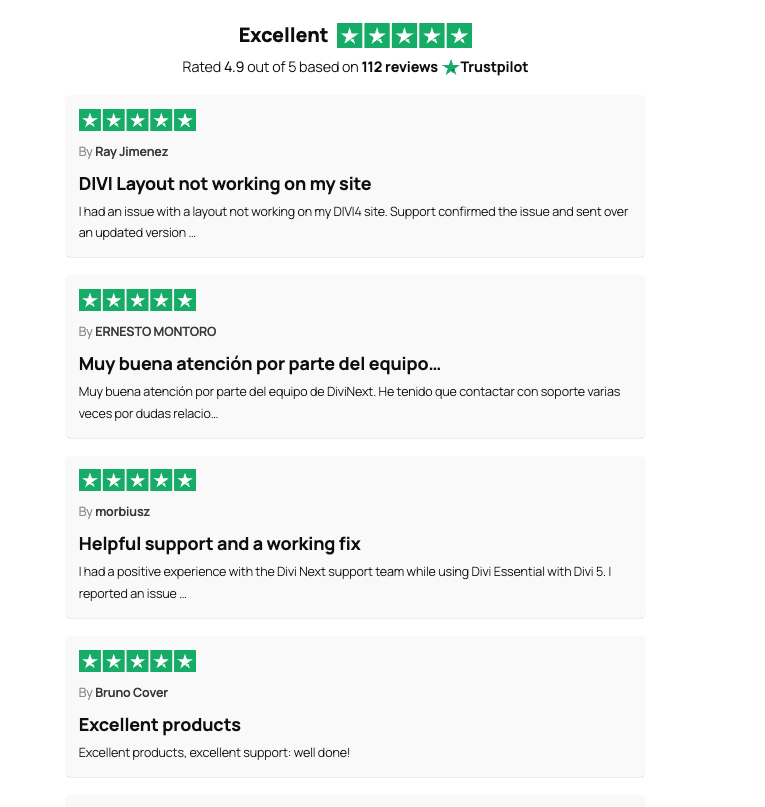 Excellent
Rated 4.9 out of 5 based on 112 reviews Trustpilot
By Ray Jimenez
DIVI Layout not working on my site
I had an issue with a layout not working on my DIVI4 site. Support confirmed the issue and sent over
an updated version ...
By ERNESTO MONTORO
Muy buena atención por parte del equipo...
Muy buena atención por parte del equipo de DiviNext. He tenido que contactar con soporte varias
veces por dudas relacio...
By morbiusz
Helpful support and a working fix
I had a positive experience with the Divi Next support team while using Divi Essential with Divi 5. I
reported an issue ...
By Bruno Cover
Excellent products
Excellent products, excellent support: well done!